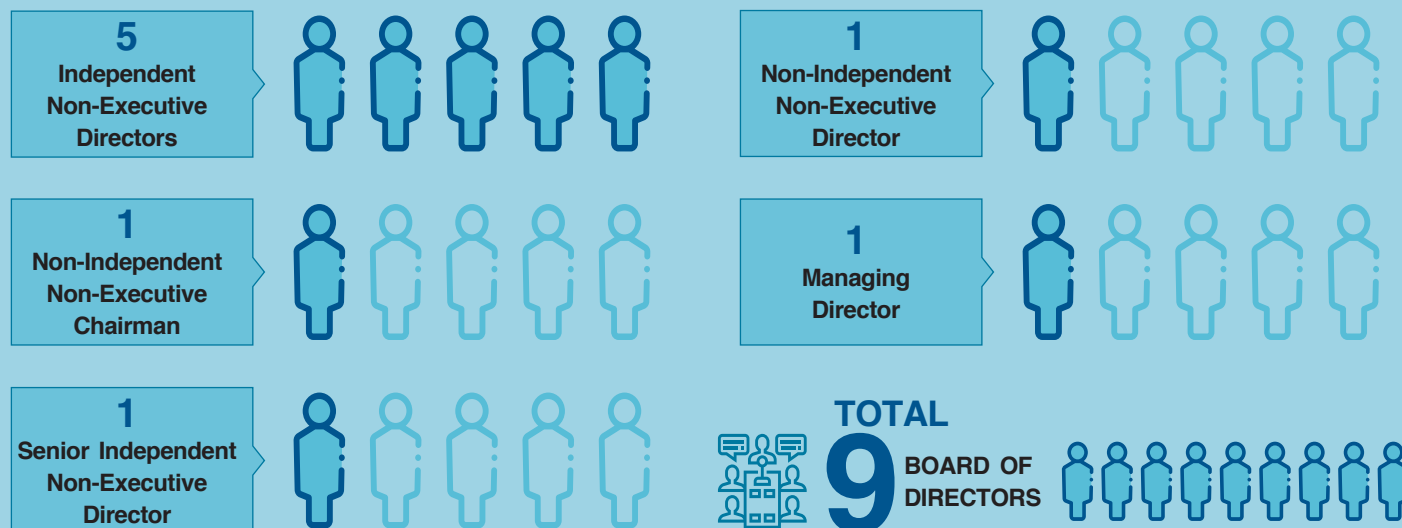 5
Independent
Non-Executive
Directors
1
Non-Independent
Non-Executive
Director
1
Non-Independent
Non-Executive
Chairman
1
Managing
Director
1
Senior Independent
Non-Executive
Director
TOTAL
9
BOARD OF
DIRECTORS